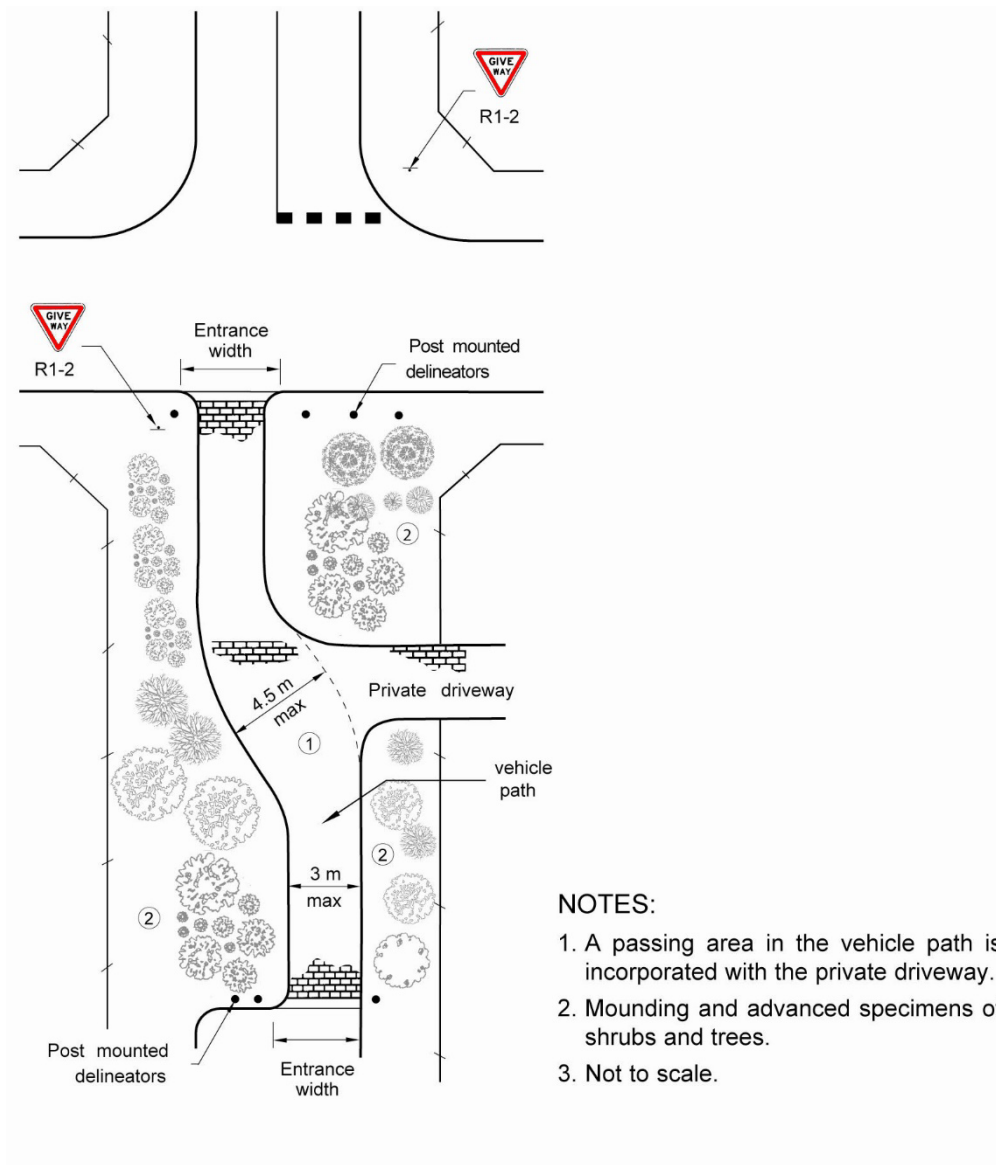 GIVE
WAY
R1-2
GIVE
WAY
R1-2
Entrance
width
Post mounted
delineators
2
Private driveway
4.5 m
max
1
vehicle
path
2
3 m
max
2
Post mounted
delineators
Entrance
width
NOTES:
1. A passing area in the vehicle path is
incorporated with the private driveway.
2. Mounding and advanced specimens o
shrubs and trees.
3. Not to scale.